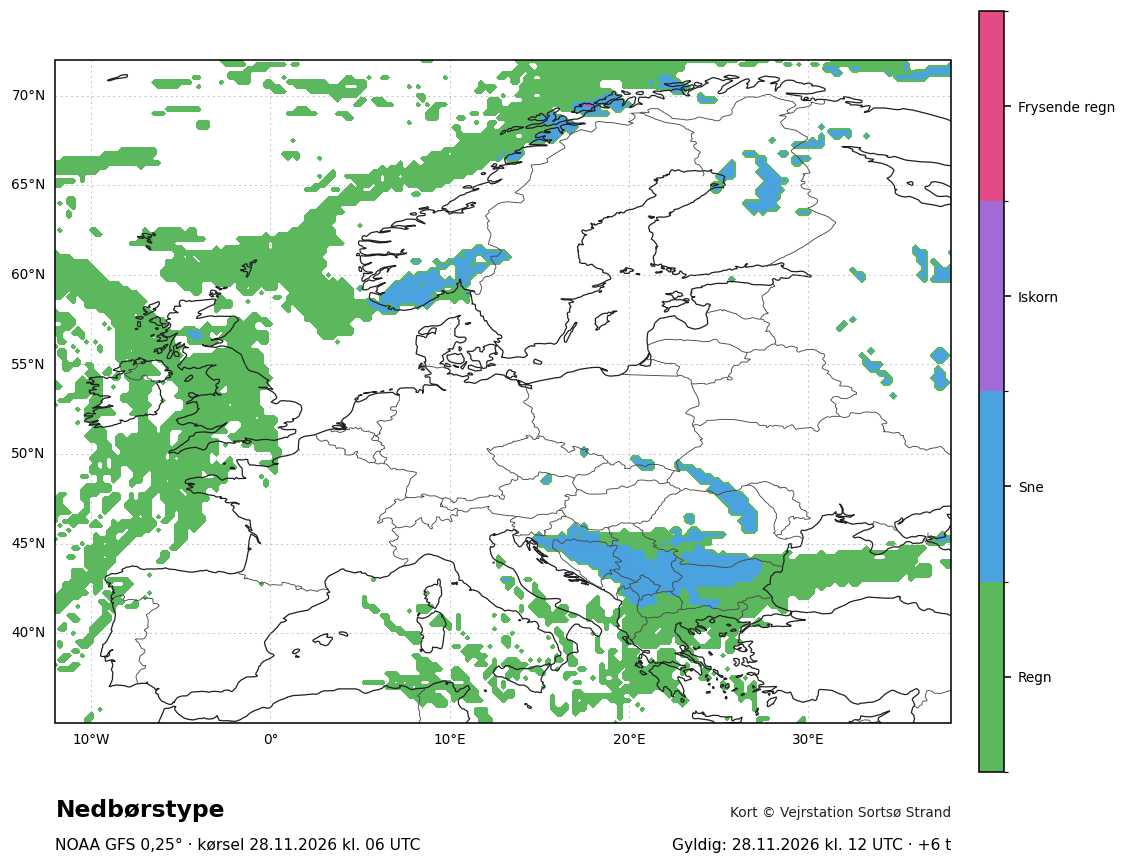 70°N
65°N
60°N
55°N
50°N
45°N
40°N
10°W
0°
10°E
20°E
30°E
Frysende regn
Iskorn
Sne
Regn
Nedbørstype
Kort © Vejrstation Sortsø Strand
NOAA GFS 0,25° · kørsel 28.11.2026 kl. 06 UTC
Gyldig: 28.11.2026 kl. 12 UTC · +6 t